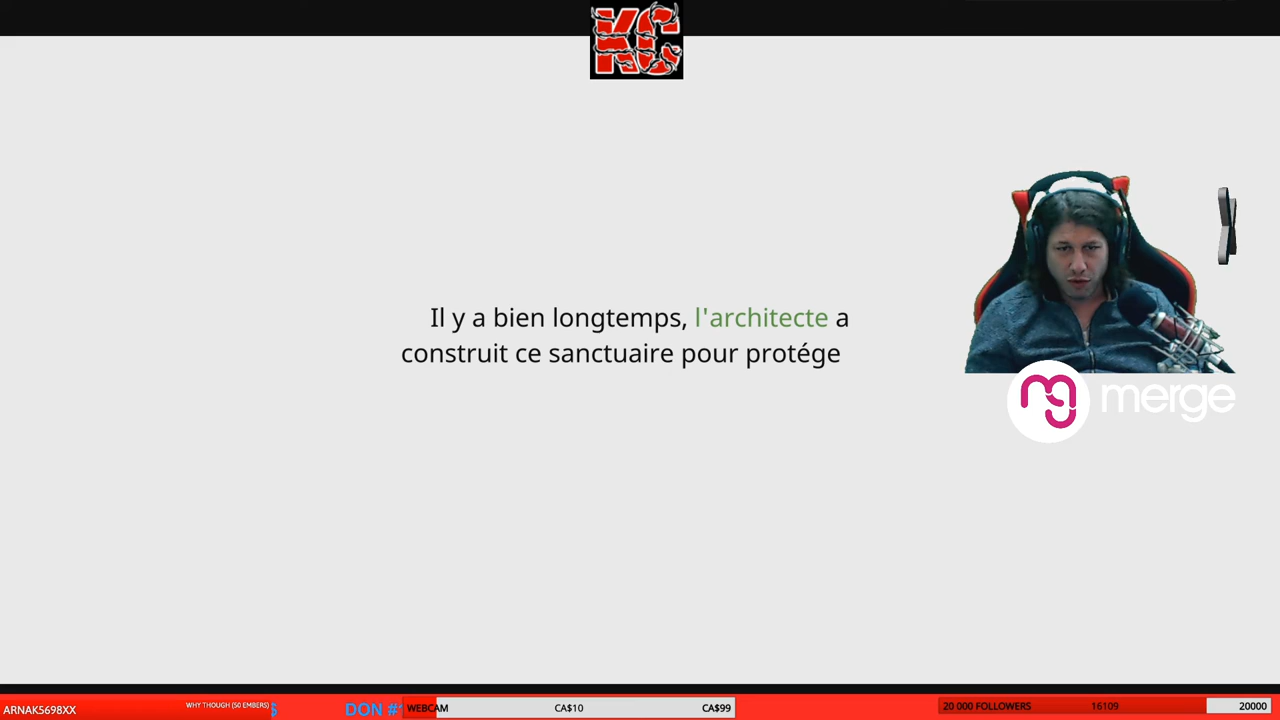 KC
Il y a bien longtemps, l'architecte a
construit ce sanctuaire pour protége
mg merge
ARNAK5698XX
WHY THOUGH (50 EMBERS)
DON #
WEBCAM CA$10 CA$99
20 000 FOLLOWERS 16109 20000